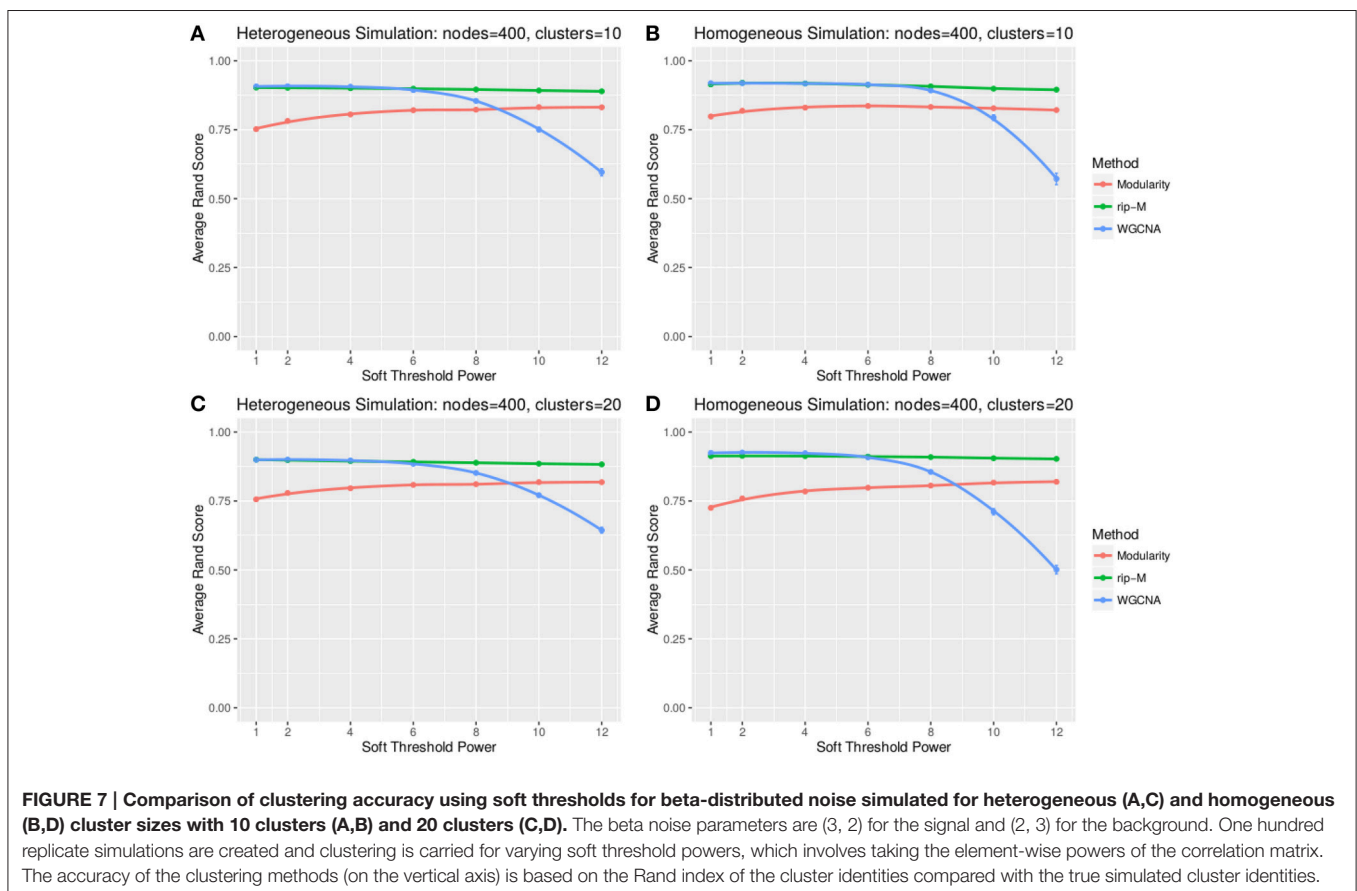 A
Heterogeneous Simulation: nodes=400, clusters=10
1.00
0.75
0.50
0.25
0.00
Average Rand Score
1 2 4 6 8 10 12
Soft Threshold Power
B
Homogeneous Simulation: nodes=400, clusters=10
1.00
0.75
0.50
0.25
0.00
Average Rand Score
1 2 4 6 8 10 12
Soft Threshold Power
Method
Modularity
rip-M
WGCNA
C
Heterogeneous Simulation: nodes=400, clusters=20
1.00
0.75
0.50
0.25
0.00
Average Rand Score
1 2 4 6 8 10 12
Soft Threshold Power
D
Homogeneous Simulation: nodes=400, clusters=20
1.00
0.75
0.50
0.25
0.00
Average Rand Score
1 2 4 6 8 10 12
Soft Threshold Power
Method
Modularity
rip-M
WGCNA
FIGURE 7 | Comparison of clustering accuracy using soft thresholds for beta-distributed noise simulated for heterogeneous (A,C) and homogeneous
(B,D) cluster sizes with 10 clusters (A,B) and 20 clusters (C,D). The beta noise parameters are (3, 2) for the signal and (2, 3) for the background. One hundred
replicate simulations are created and clustering is carried for varying soft threshold powers, which involves taking the element-wise powers of the correlation matrix.
The accuracy of the clustering methods (on the vertical axis) is based on the Rand index of the cluster identities compared with the true simulated cluster identities.